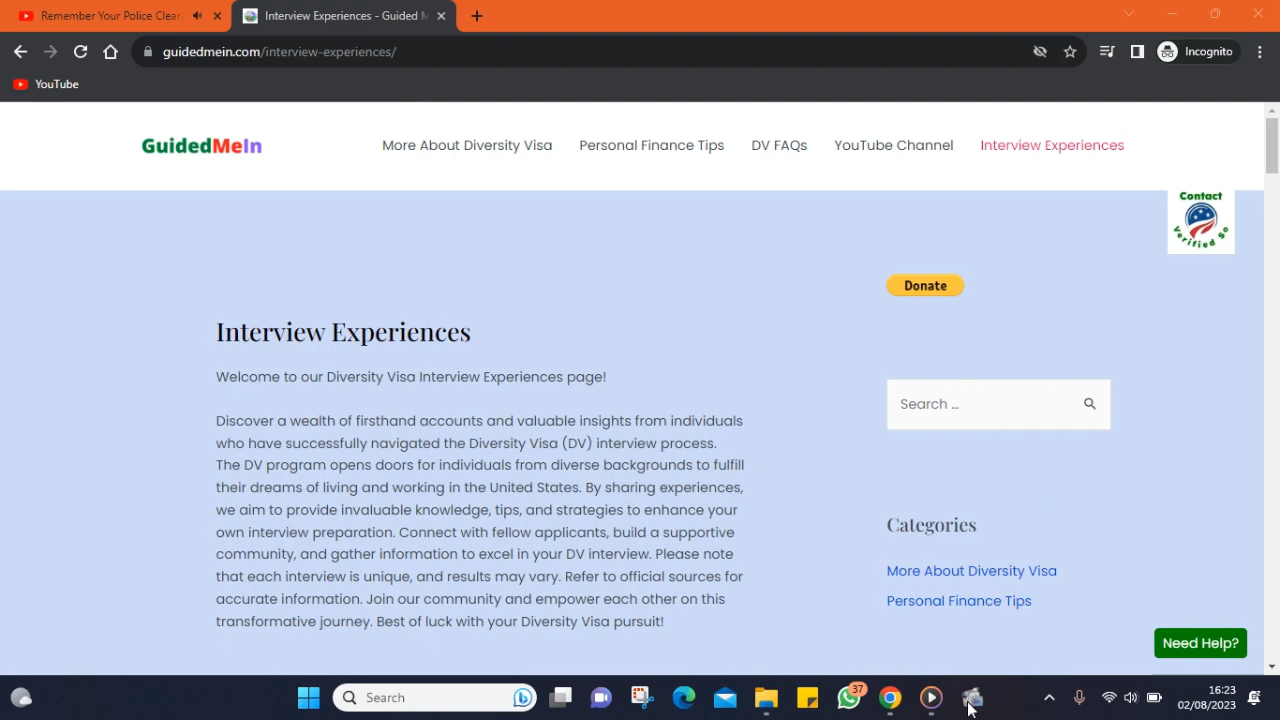 Remember Your Police Clear
Interview Experiences - Guided M
guidedmein.com/interview-experiences/
Incognito
YouTube
GuidedMeIn
More About Diversity Visa
Personal Finance Tips
DV FAQs
YouTube Channel
Interview Experiences
Contact
Verified So
Donate
Interview Experiences
Welcome to our Diversity Visa Interview Experiences page!
Discover a wealth of firsthand accounts and valuable insights from individuals
who have successfully navigated the Diversity Visa (DV) interview process.
The DV program opens doors for individuals from diverse backgrounds to fulfill
their dreams of living and working in the United States. By sharing experiences,
we aim to provide invaluable knowledge, tips, and strategies to enhance your
own interview preparation. Connect with fellow applicants, build a supportive
community, and gather information to excel in your DV interview. Please note
that each interview is unique, and results may vary. Refer to official sources for
accurate information. Join our community and empower each other on this
transformative journey. Best of luck with your Diversity Visa pursuit!
Search ...
Categories
More About Diversity Visa
Personal Finance Tips
Need Help?
Search
37
16:23
02/08/2023